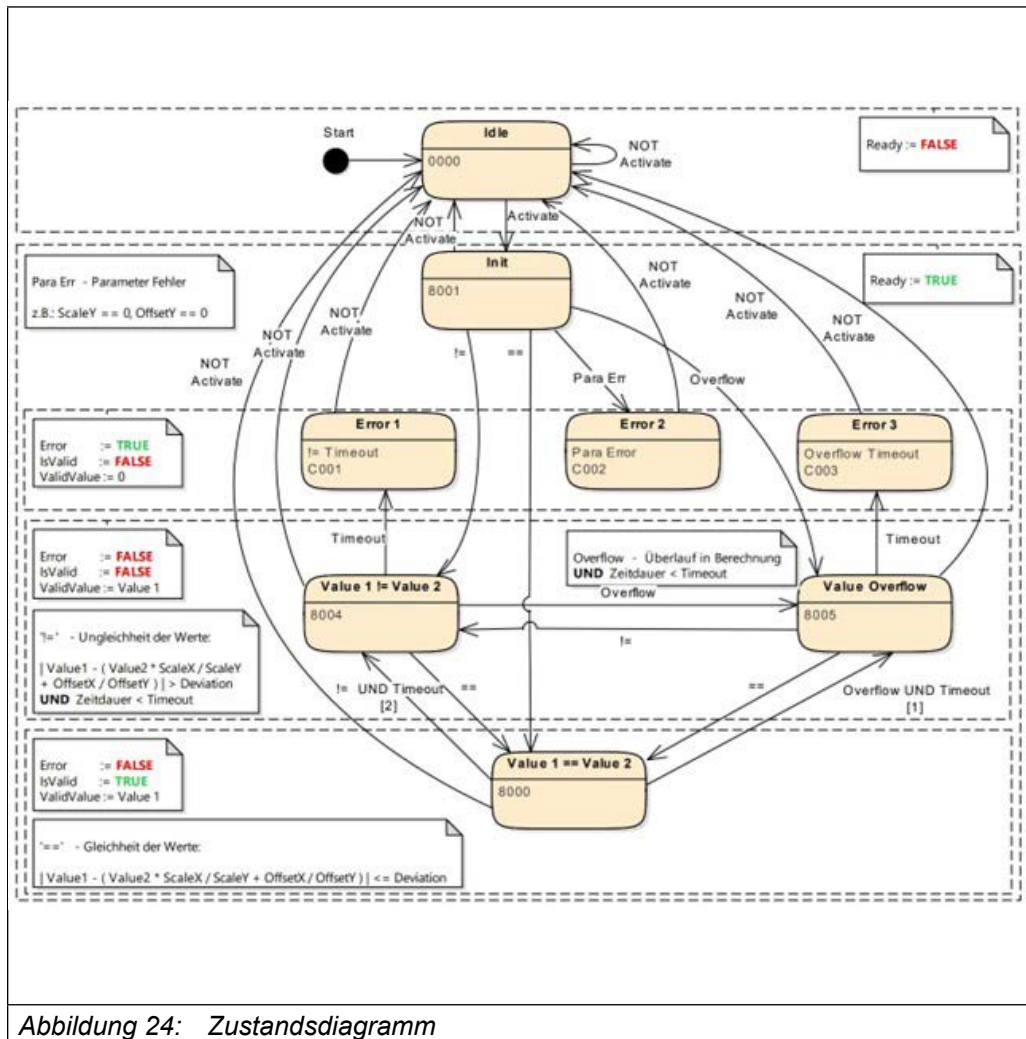 Start
Idle
0000
NOT
Activate
Ready := FALSE
NOT
Activate
Activate
Init
8001
Para Err - Parameter Fehler
z.B.: ScaleY == 0, OffsetY == 0
Ready := TRUE
NOT
Activate
NOT
Activate
NOT
Activate
NOT
Activate
NOT
Activate
NOT
Activate
!=
==
Para Err
Overflow
Error := TRUE
IsValid := FALSE
ValidValue := 0
Error 1
!= Timeout
C001
Error 2
Para Error
C002
Error 3
Overflow Timeout
C003
Timeout
Timeout
Error := FALSE
IsValid := FALSE
ValidValue := Value 1
Overflow - Überlauf in Berechnung
UND Zeitdauer < Timeout
Value 1 != Value 2
8004
Overflow
!=
Value Overflow
8005
'!=' - Ungleichheit der Werte:
| Value1 - ( Value2 * ScaleX / ScaleY
+ OffsetX / OffsetY ) | > Deviation
UND Zeitdauer < Timeout
!= UND Timeout
[2]
==
==
Overflow UND Timeout
[1]
Error := FALSE
IsValid := TRUE
ValidValue := Value 1
Value 1 == Value 2
8000
'==' - Gleichheit der Werte:
| Value1 - ( Value2 * ScaleX / ScaleY + OffsetX / OffsetY ) | <= Deviation
Abbildung 24: Zustandsdiagramm